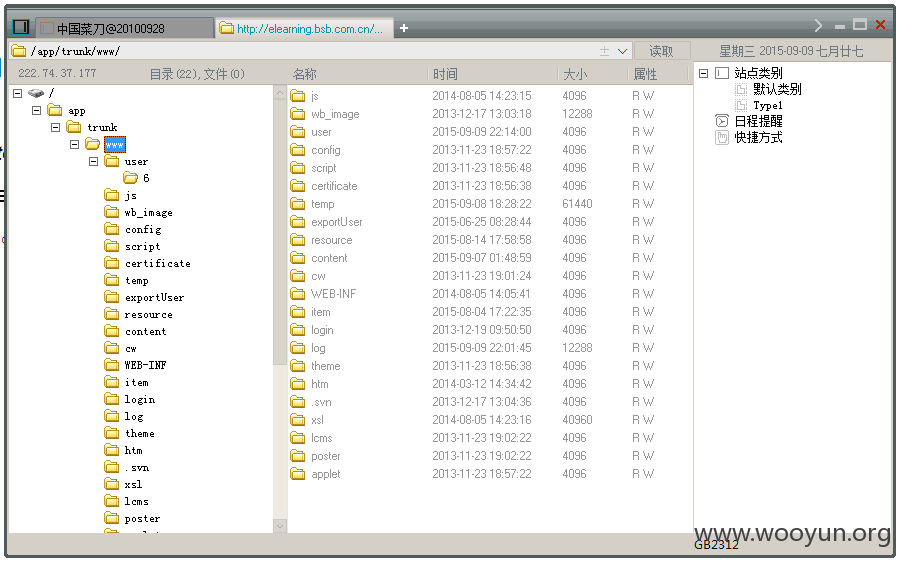 中国菜刀@20100928
http://elearning.bsb.com.cn/...
+
/app/trunk/www/
读取
星期三 2015-09-09 七月廿七
222.74.37.177
目录(22),文件(0)
名称 时间 大小 属性
/
app
trunk
www
user
6
js
wb_image
config
script
certificate
temp
exportUser
resource
content
cw
WEB-INF
item
login
log
theme
htm
.svn
xsl
lcms
poster
js 2014-08-05 14:23:15 4096 R W
wb_image 2013-12-17 13:03:18 12288 R W
user 2015-09-09 22:14:00 4096 R W
config 2013-11-23 18:57:22 4096 R W
script 2013-11-23 18:56:48 4096 R W
certificate 2013-11-23 18:56:38 4096 R W
temp 2015-09-08 18:28:22 61440 R W
exportUser 2015-06-25 08:28:44 4096 R W
resource 2015-08-14 17:58:58 4096 R W
content 2015-09-07 01:48:59 4096 R W
cw 2013-11-23 19:01:24 4096 R W
WEB-INF 2014-08-05 14:05:41 4096 R W
item 2015-08-04 17:22:35 4096 R W
login 2013-12-19 09:50:50 4096 R W
log 2015-09-09 22:01:45 12288 R W
theme 2013-11-23 18:56:38 4096 R W
htm 2014-03-12 14:34:42 4096 R W
.svn 2013-12-17 13:04:36 4096 R W
xsl 2014-08-05 14:23:16 40960 R W
lcms 2013-11-23 19:02:22 4096 R W
poster 2013-11-23 19:02:22 4096 R W
applet 2013-11-23 18:57:22 4096 R W
站点类别
默认类别
Type1
日程提醒
快捷方式
www.wooyun.org
GB2312